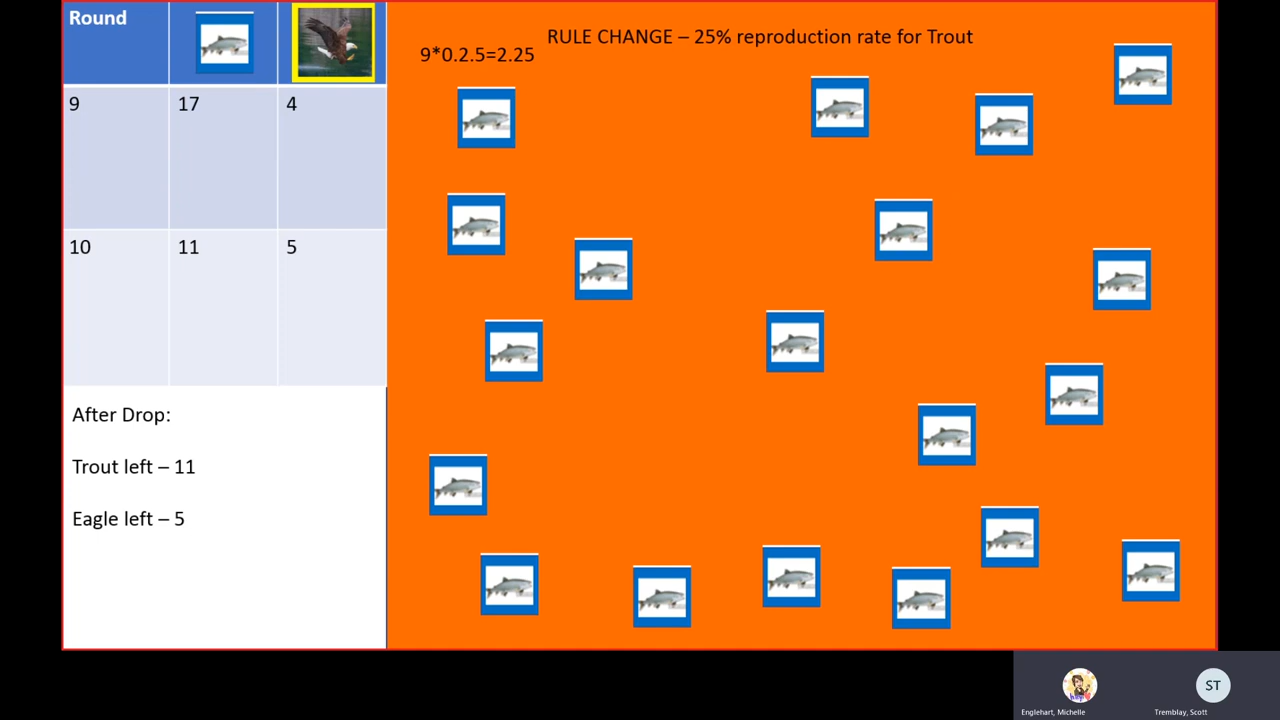 Round
9 17 4
10 11 5
After Drop:
Trout left – 11
Eagle left – 5
RULE CHANGE – 25% reproduction rate for Trout
9*0.2.5=2.25
ST
Englehart, Michelle
Tremblay, Scott